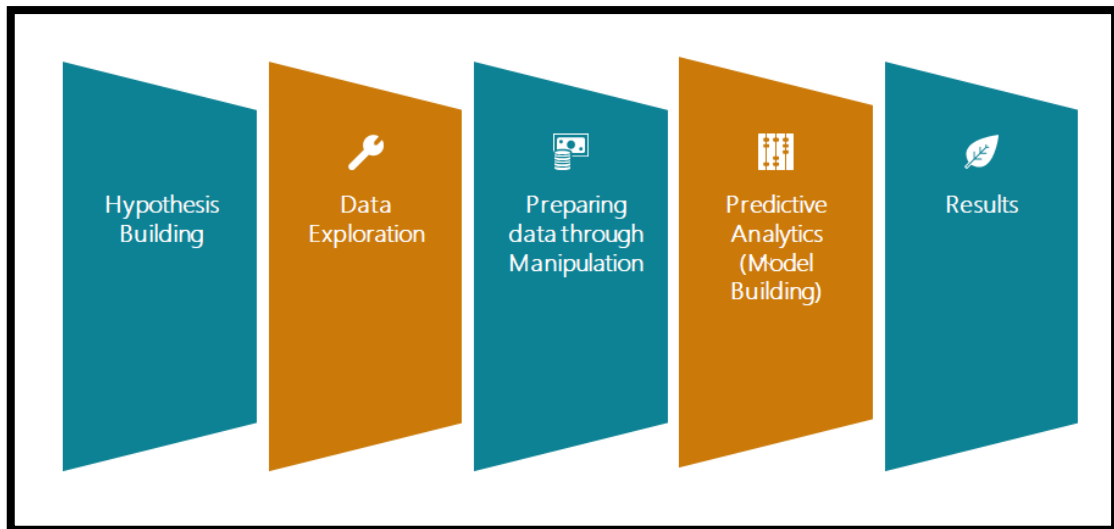 Hypothesis
Building
Data
Exploration
Preparing
data through
Manipulation
Predictive
Analytics
(Model
Building)
Results